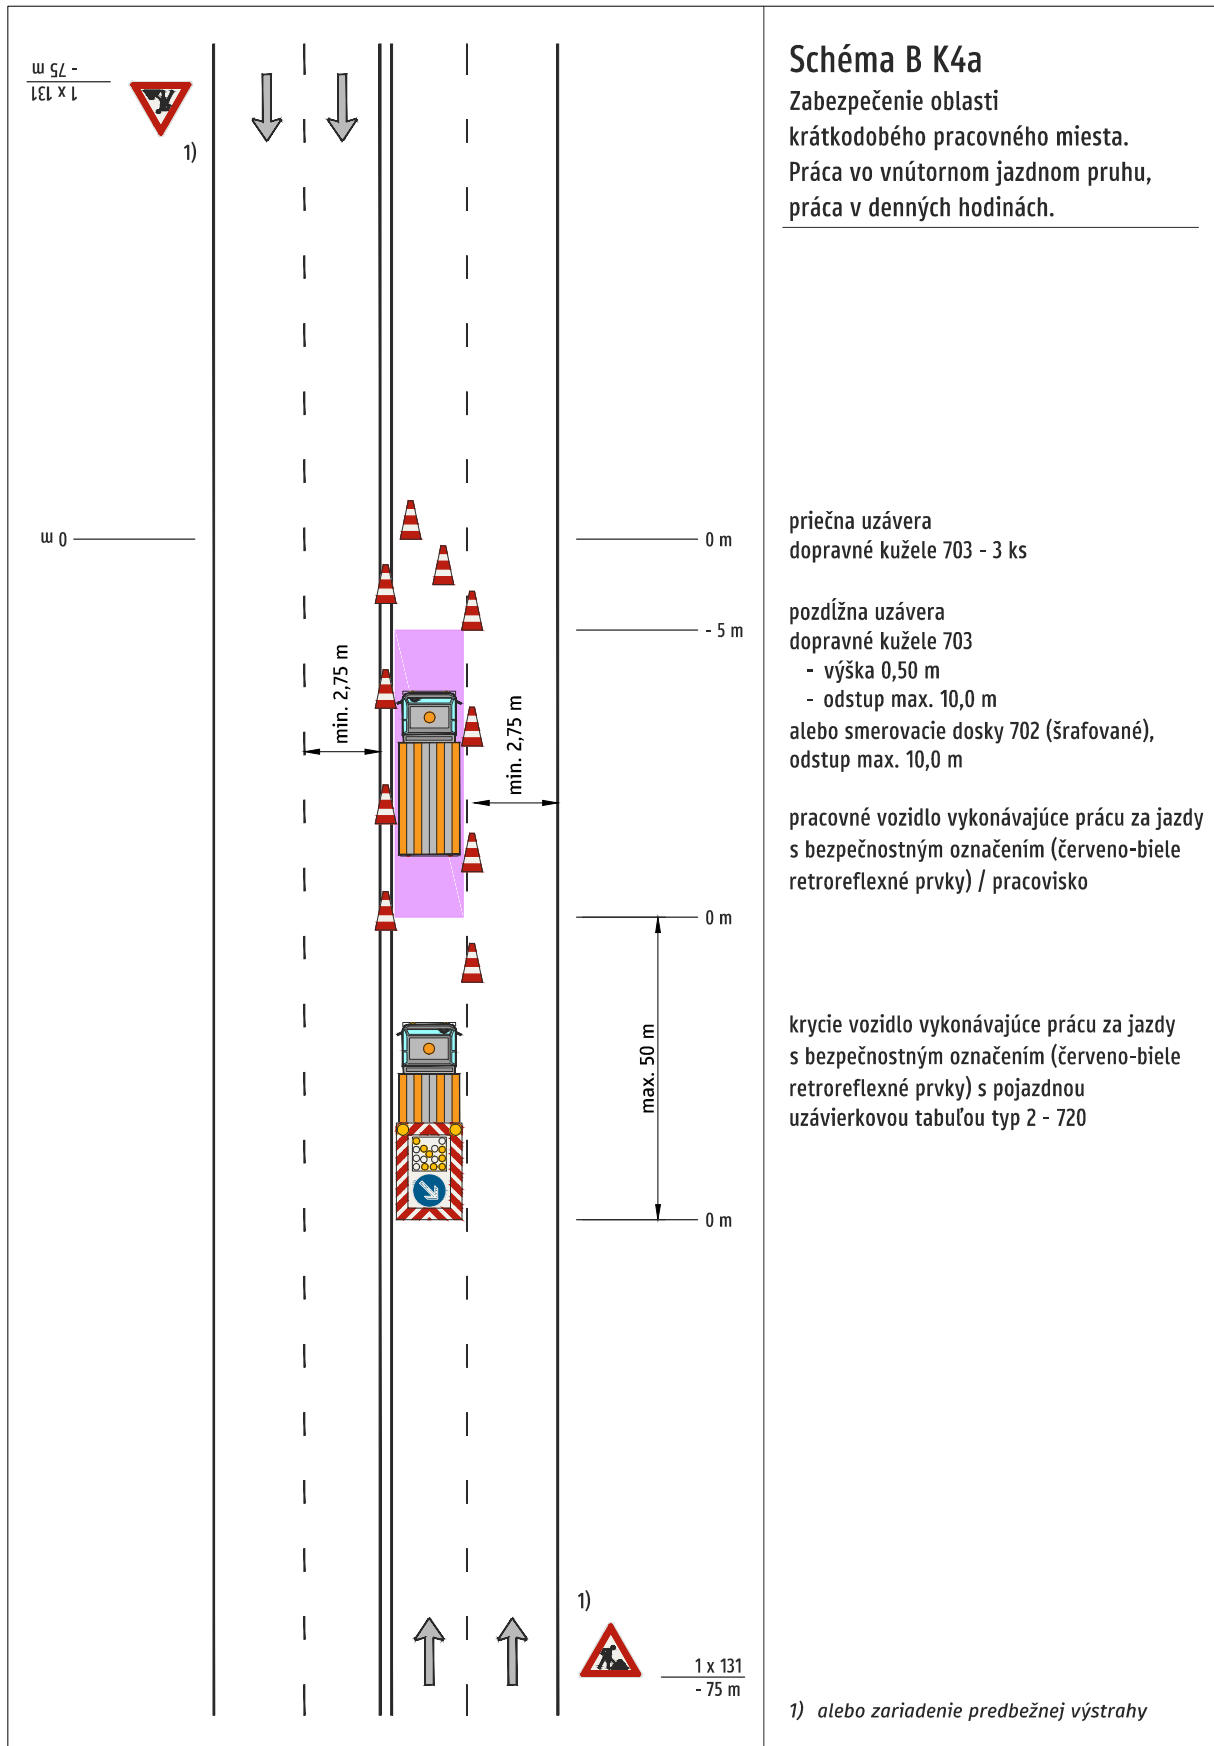 Schéma B K4a
Zabezpečenie oblasti
krátkodobého pracovného miesta.
Práca vo vnútornom jazdnom pruhu,
práca v denných hodinách.
1 x 131
- 75 m
1)
0 m
0 m
priečna uzávera
dopravné kužele 703 - 3 ks
- 5 m
pozdĺžna uzávera
dopravné kužele 703
- výška 0,50 m
- odstup max. 10,0 m
alebo smerovacie dosky 702 (šrafované),
odstup max. 10,0 m
min. 2,75 m
min. 2,75 m
pracovné vozidlo vykonávajúce prácu za jazdy
s bezpečnostným označením (červeno-biele
retroreflexné prvky) / pracovisko
0 m
max. 50 m
krycie vozidlo vykonávajúce prácu za jazdy
s bezpečnostným označením (červeno-biele
retroreflexné prvky) s pojazdnou
uzávierkovou tabuľou typ 2 - 720
0 m
1)
1 x 131
- 75 m
1) alebo zariadenie predbežnej výstrahy